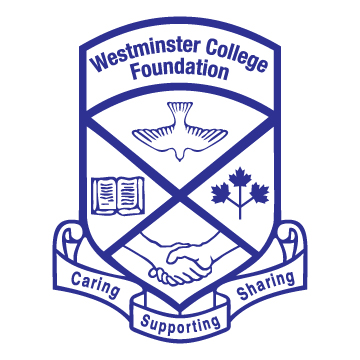 Westminster College
Foundation
Caring
Supporting
Sharing